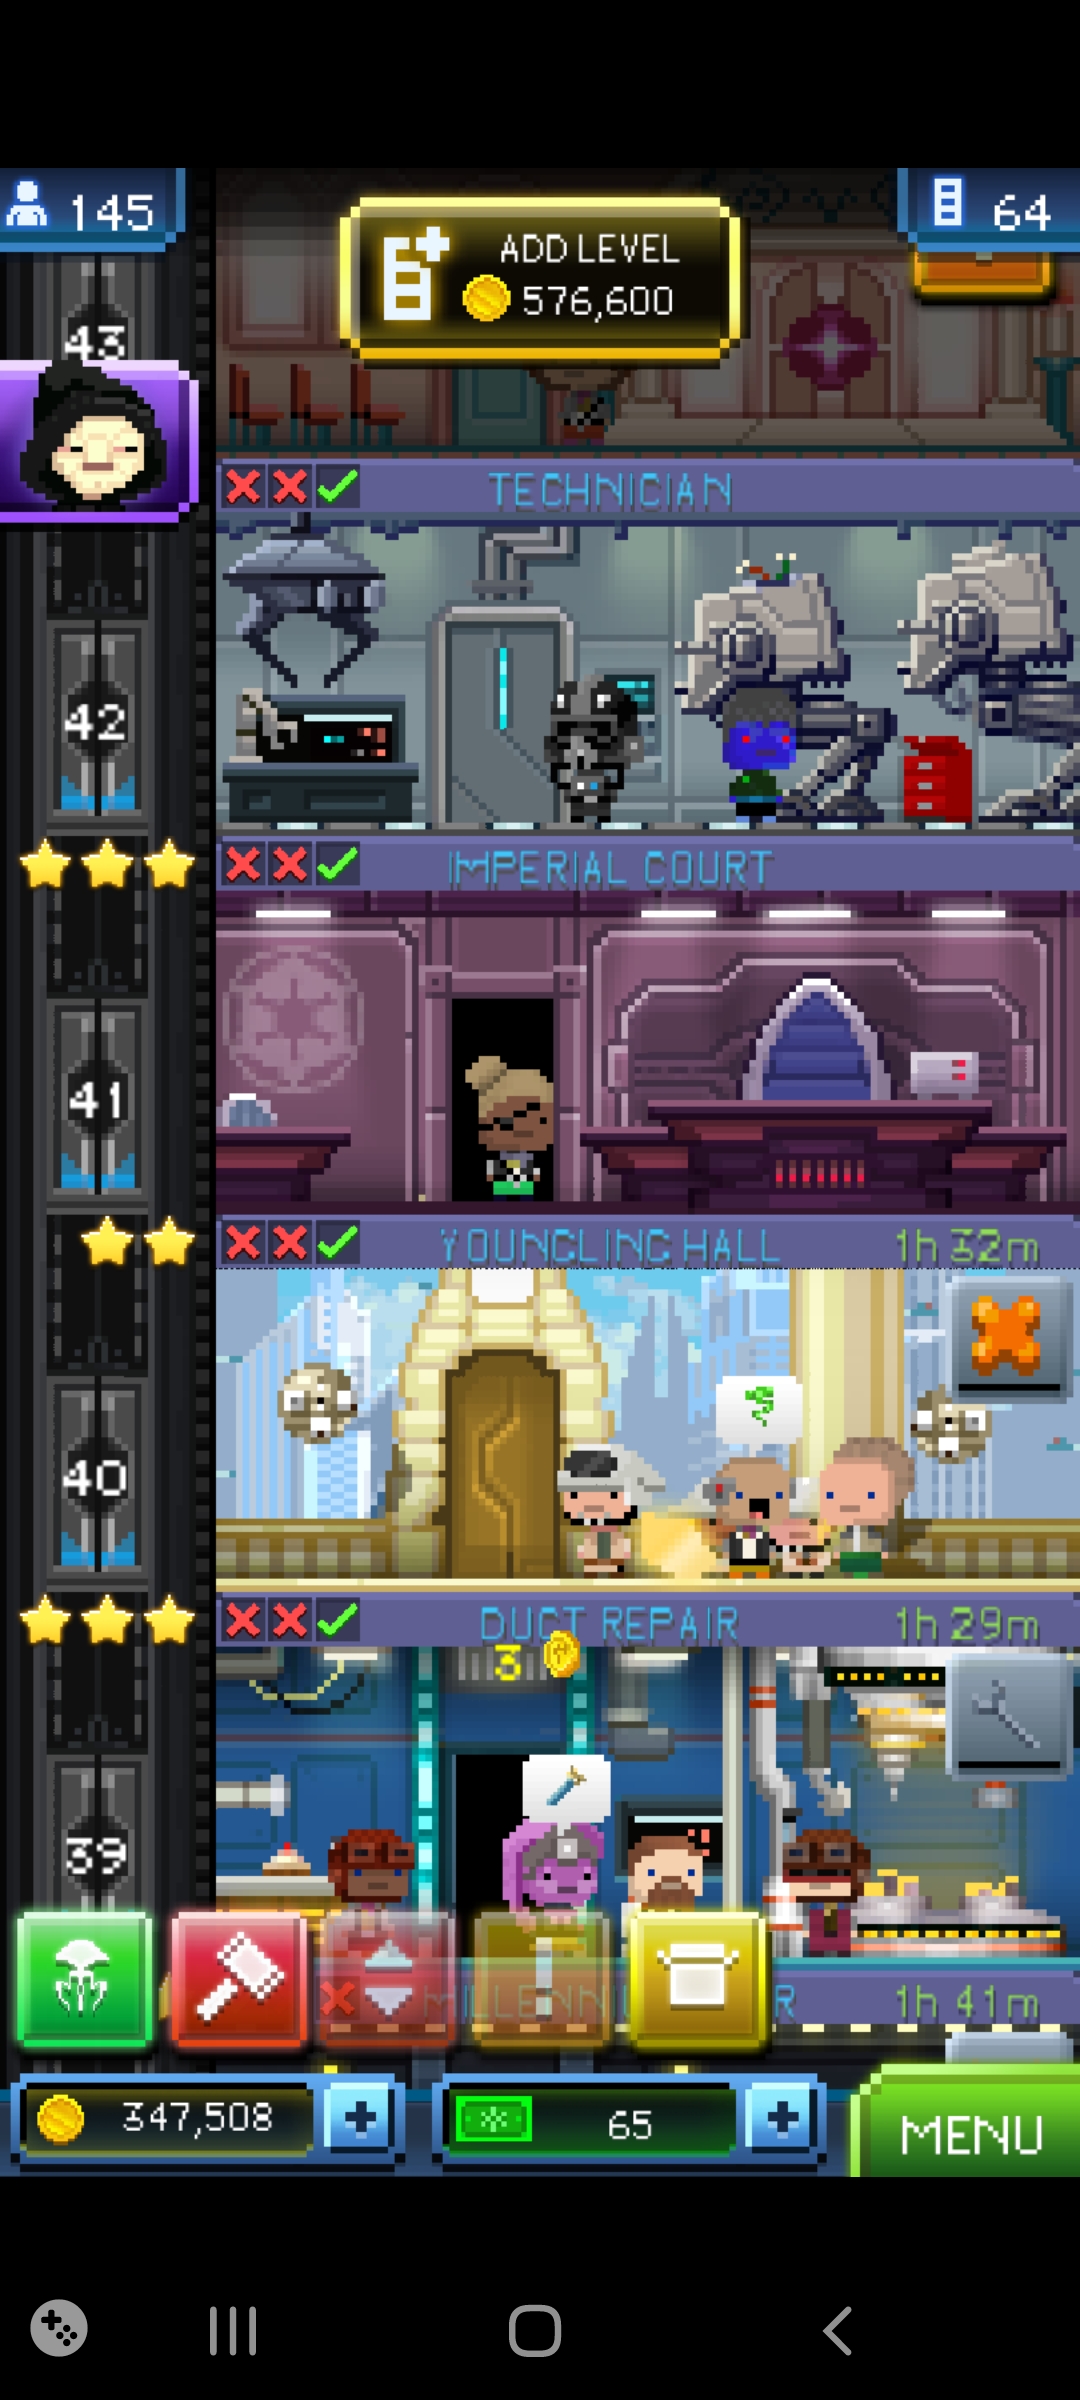 145
ADD LEVEL
576,600
64
43
TECHNICIAN
42
IMPERIAL COURT
41
YOUNGLING HALL 1h 32m
40
DUCT REPAIR 1h 29m
3
39
1h 41m
347,508
65
MENU